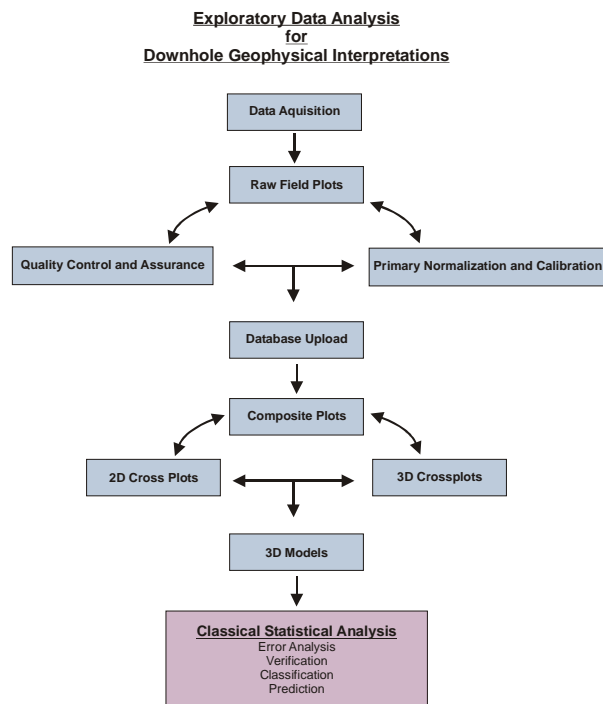 Exploratory Data Analysis
for
Downhole Geophysical Interpretations
Data Aquisition
Raw Field Plots
Quality Control and Assurance
Primary Normalization and Calibration
Database Upload
Composite Plots
2D Cross Plots
3D Crossplots
3D Models
Classical Statistical Analysis
Error Analysis
Verification
Classification
Prediction